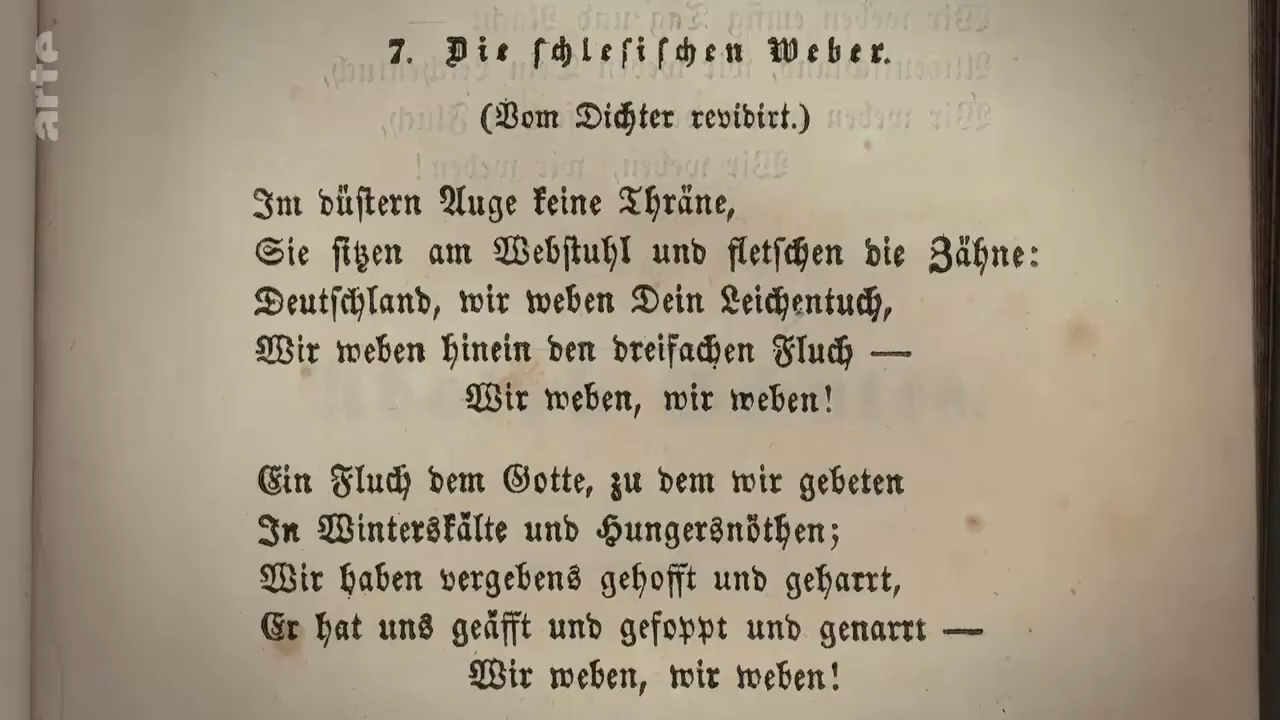 arte
7. Die schlesischen Weber.
(Vom Dichter revidirt.)
Im düstern Auge keine Thräne,
Sie sitzen am Webstuhl und fletschen die Zähne:
Deutschland, wir weben Dein Leichentuch,
Wir weben hinein den dreifachen Fluch —
Wir weben, wir weben!
Ein Fluch dem Gotte, zu dem wir gebeten
In Winterskälte und Hungersnöthen;
Wir haben vergebens gehofft und geharrt,
Er hat uns geäfft und gefoppt und genarrt —
Wir weben, wir weben!